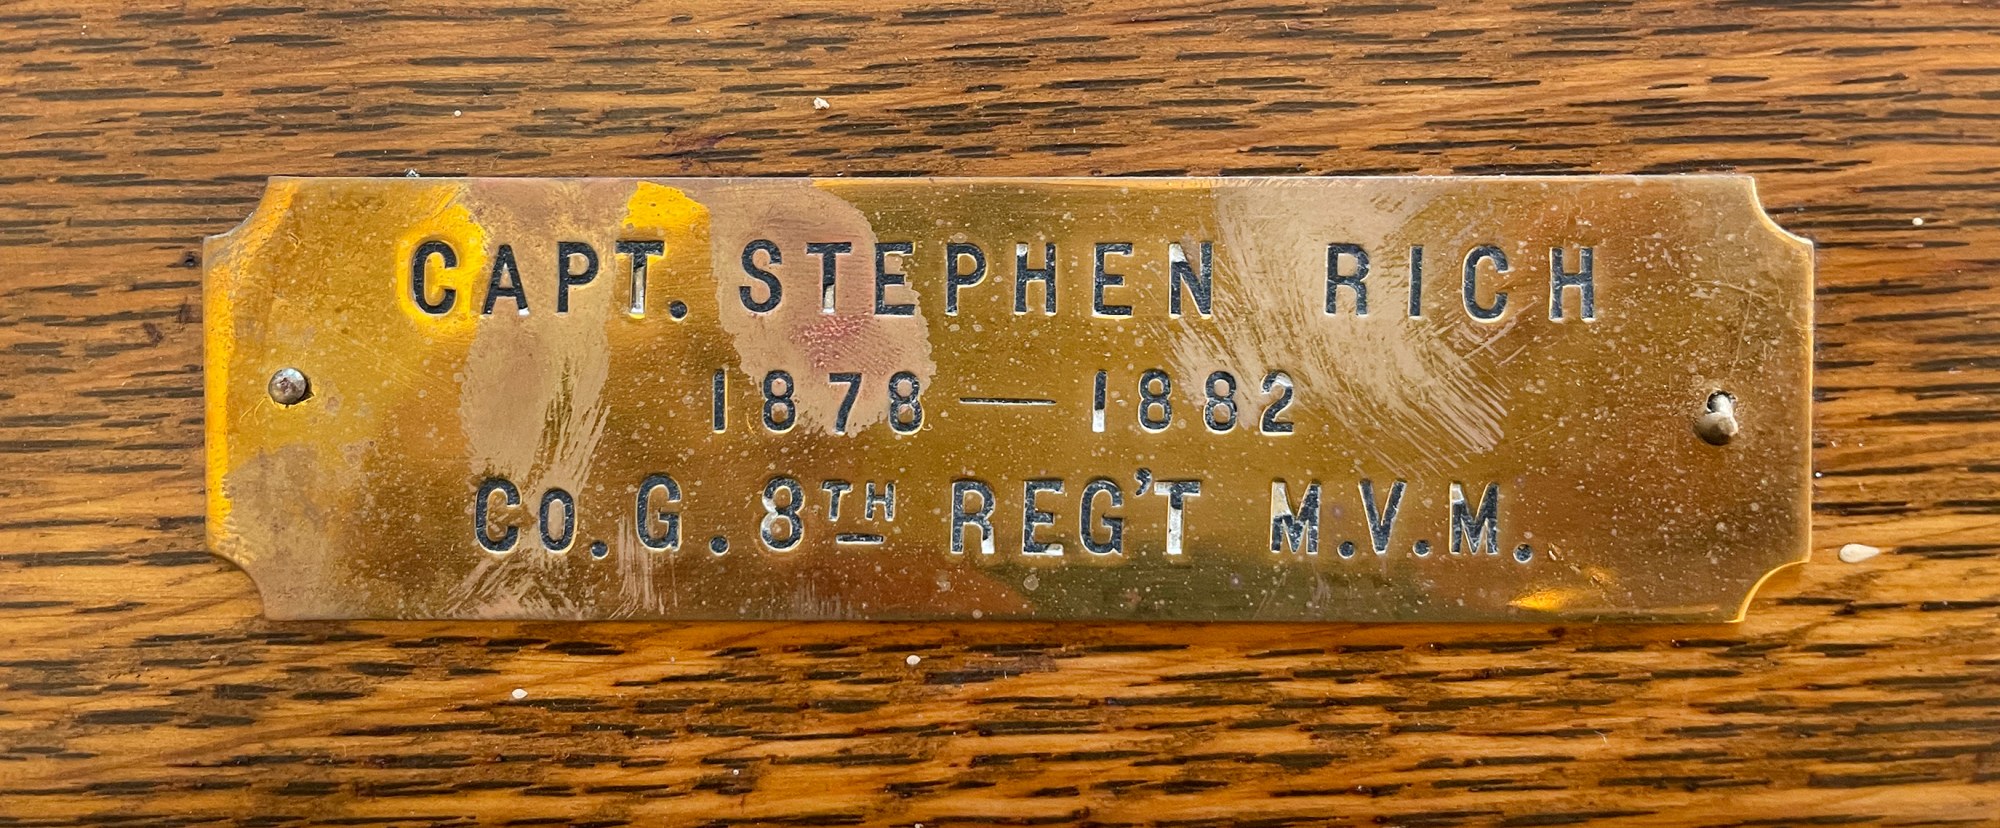 CAPT. STEPHEN RICH
1878 — 1882
Co. G. 8TH REG'T M.V.M.